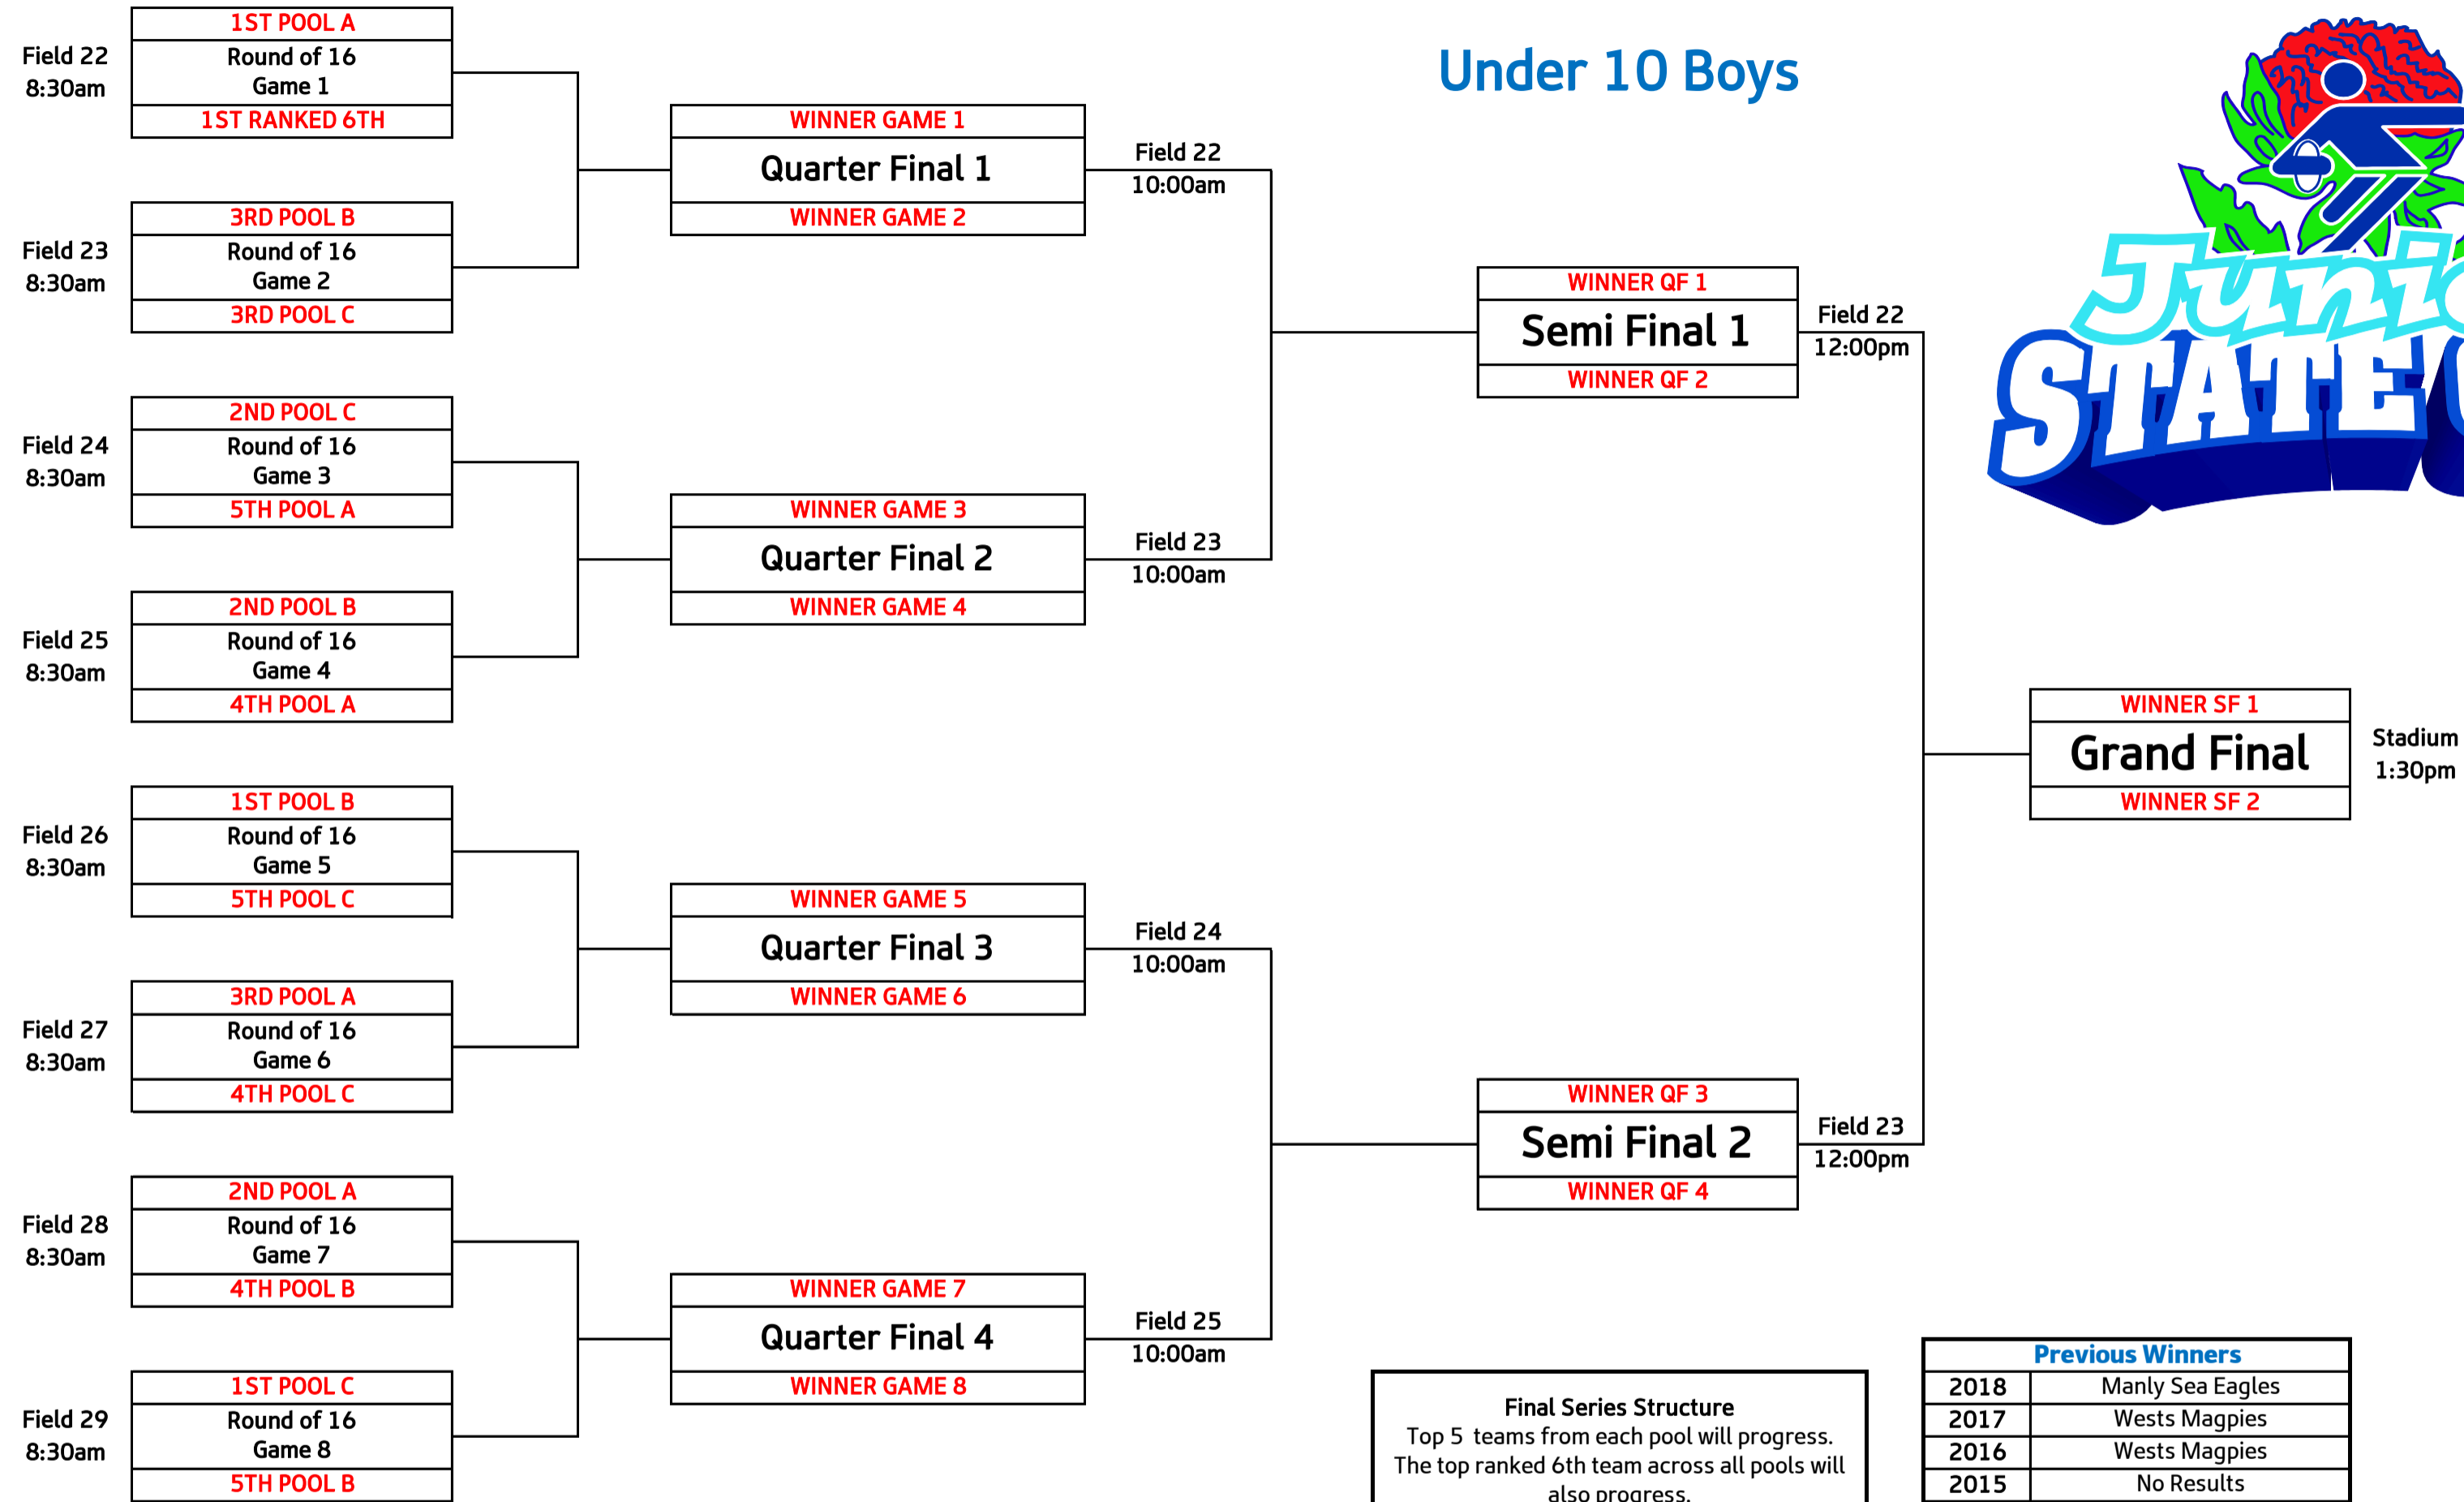 Under 10 Boys
Junio
STATE
Field 22
8:30am
1ST POOL A
Round of 16
Game 1
1ST RANKED 6TH
Field 23
8:30am
3RD POOL B
Round of 16
Game 2
3RD POOL C
Field 24
8:30am
2ND POOL C
Round of 16
Game 3
5TH POOL A
Field 25
8:30am
2ND POOL B
Round of 16
Game 4
4TH POOL A
Field 26
8:30am
1ST POOL B
Round of 16
Game 5
5TH POOL C
Field 27
8:30am
3RD POOL A
Round of 16
Game 6
4TH POOL C
Field 28
8:30am
2ND POOL A
Round of 16
Game 7
4TH POOL B
Field 29
8:30am
1ST POOL C
Round of 16
Game 8
5TH POOL B
WINNER GAME 1
Quarter Final 1
WINNER GAME 2
Field 22
10:00am
WINNER GAME 3
Quarter Final 2
WINNER GAME 4
Field 23
10:00am
WINNER GAME 5
Quarter Final 3
WINNER GAME 6
Field 24
10:00am
WINNER GAME 7
Quarter Final 4
WINNER GAME 8
Field 25
10:00am
WINNER QF 1
Semi Final 1
WINNER QF 2
Field 22
12:00pm
WINNER QF 3
Semi Final 2
WINNER QF 4
Field 23
12:00pm
WINNER SF 1
Grand Final
WINNER SF 2
Stadium
1:30pm
Final Series Structure
Top 5 teams from each pool will progress.
The top ranked 6th team across all pools will
also progress.
Previous Winners
2018 Manly Sea Eagles
2017 Wests Magpies
2016 Wests Magpies
2015 No Results